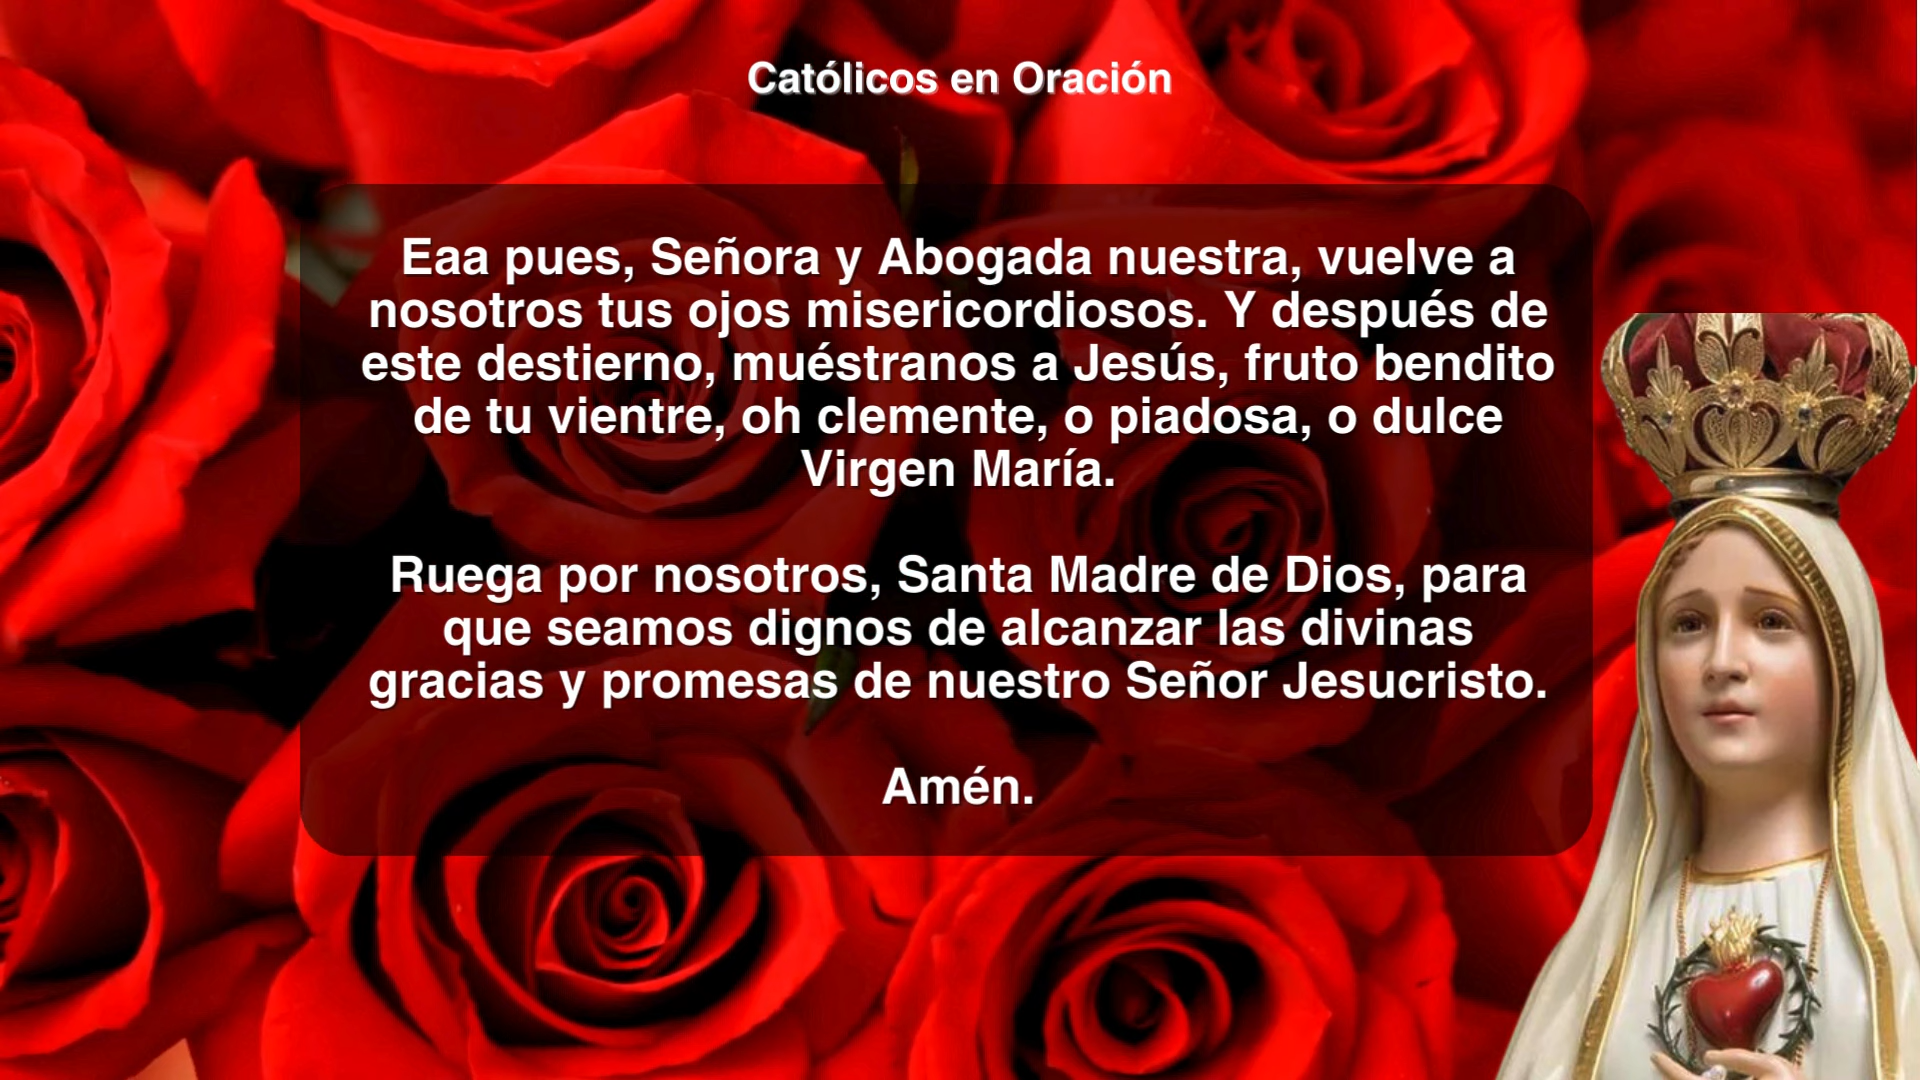 Católicos en Oración
Eaa pues, Señora y Abogada nuestra, vuelve a
nosotros tus ojos misericordiosos. Y después de
este destierno, muéstranos a Jesús, fruto bendito
de tu vientre, oh clemente, o piadosa, o dulce
Virgen María.
Ruega por nosotros, Santa Madre de Dios, para
que seamos dignos de alcanzar las divinas
gracias y promesas de nuestro Señor Jesucristo.
Amén.